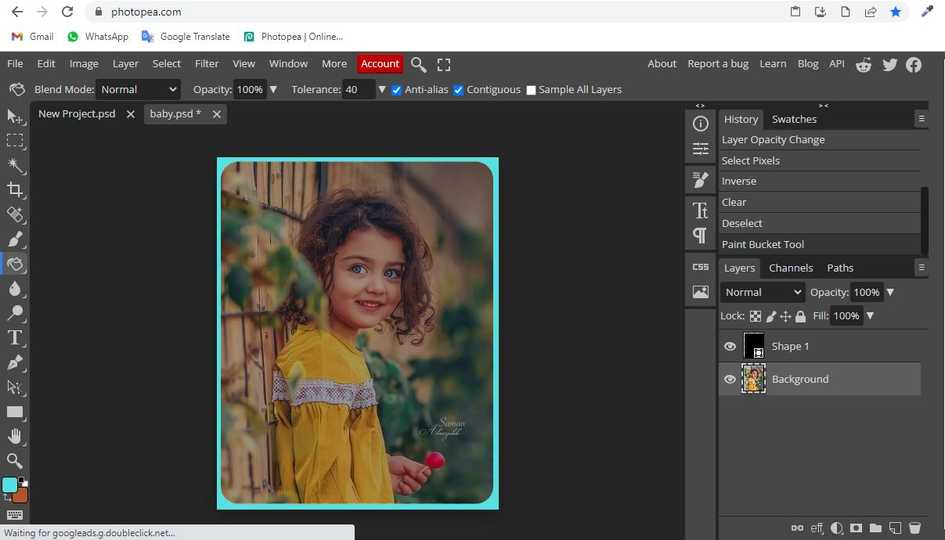 photopea.com
Gmail WhatsApp Google Translate Photopea | Online...
File Edit Image Layer Select Filter View Window More Account About Report a bug Learn Blog API
Blend Mode: Normal Opacity: 100% Tolerance: 40 Anti-alias Contiguous Sample All Layers
New Project.psd baby.psd *
History Swatches
Layer Opacity Change
Select Pixels
Inverse
Clear
Deselect
Paint Bucket Tool
CSS
Layers Channels Paths
Normal Opacity: 100%
Lock: Fill: 100%
Shape 1
Background
eff
Waiting for googleads.g.doubleclick.net...